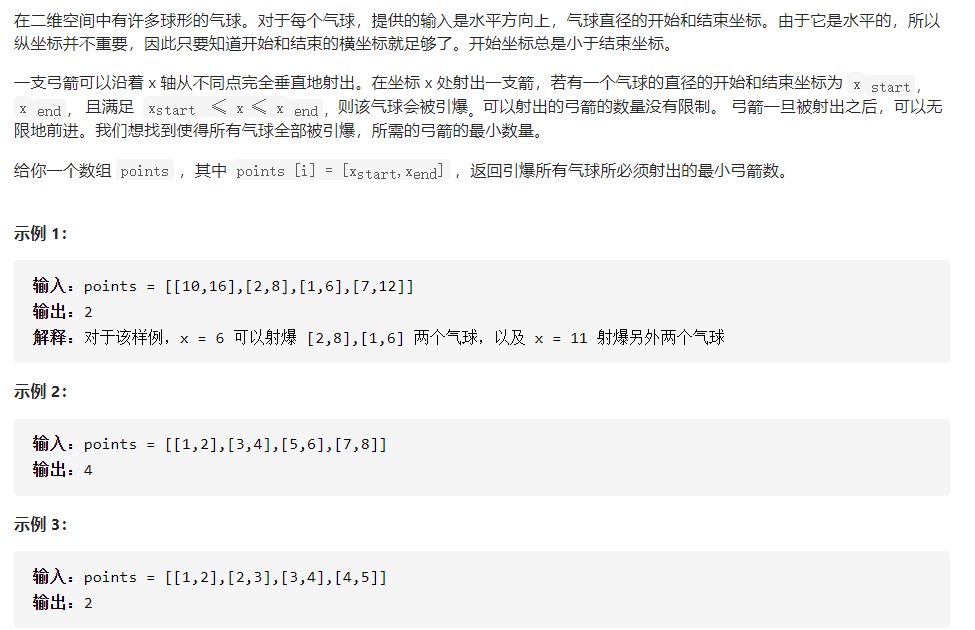 在二维空间中有许多球形的气球。对于每个气球，提供的输入是水平方向上，气球直径的开始和结束坐标。由于它是水平的，所以
纵坐标并不重要，因此只要知道开始和结束的横坐标就足够了。开始坐标总是小于结束坐标。
一支弓箭可以沿着 x 轴从不同点完全垂直地射出。在坐标 x 处射出一支箭，若有一个气球的直径的开始和结束坐标为 x start，
x end， 且满足 xstart ≤ x ≤ x end，则该气球会被引爆。可以射出的弓箭的数量没有限制。 弓箭一旦被射出之后，可以无
限地前进。我们想找到使得所有气球全部被引爆，所需的弓箭的最小数量。
给你一个数组 points ，其中 points [i] = [xstart,xend] ，返回引爆所有气球所必须射出的最小弓箭数。
示例 1：
输入：points = [[10,16],[2,8],[1,6],[7,12]]
输出：2
解释：对于该样例，x = 6 可以射爆 [2,8],[1,6] 两个气球，以及 x = 11 射爆另外两个气球
示例 2：
输入：points = [[1,2],[3,4],[5,6],[7,8]]
输出：4
示例 3：
输入：points = [[1,2],[2,3],[3,4],[4,5]]
输出：2